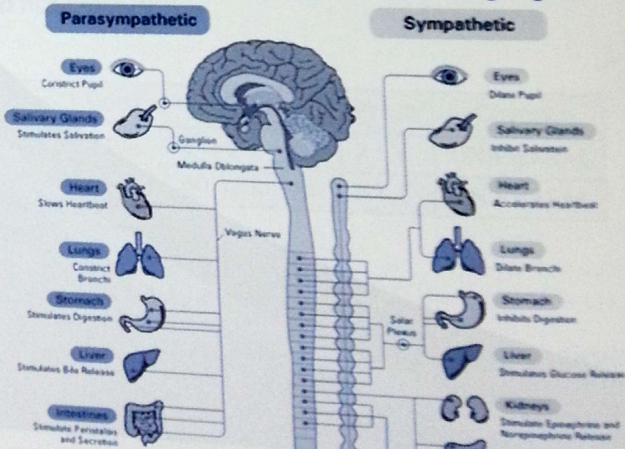 Parasympathetic
Sympathetic
Eyes
Constrict Pupil
Salivary Glands
Stimulates Salivation
Ganglion
Medulla Oblongata
Heart
Slows Heartbeat
Vagus Nerve
Lungs
Constrict
Bronchi
Stomach
Stimulates Digestion
Liver
Stimulates Bile Release
Intestines
Stimulate Peristalsis
and Secretion
Solar
Plexus
Eyes
Dilate Pupil
Salivary Glands
Inhibit Salivation
Heart
Accelerates Heartbeat
Lungs
Dilate Bronchi
Stomach
Inhibits Digestion
Liver
Stimulates Glucose Release
Kidneys
Stimulate Epinephrine and
Norepinephrine Release